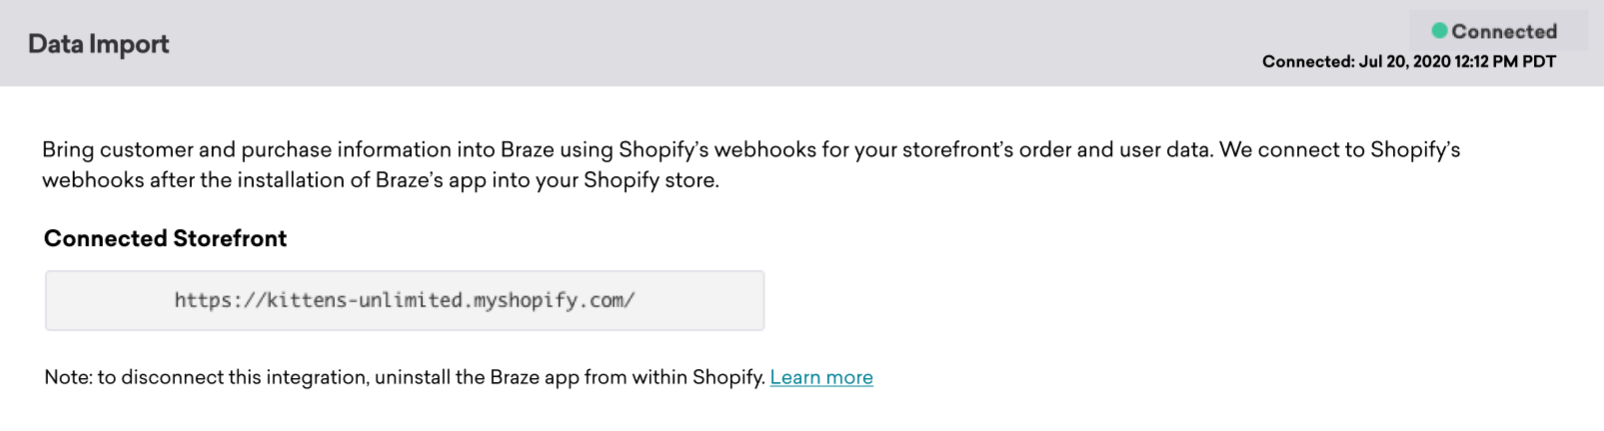 Data Import
Connected
Connected: Jul 20, 2020 12:12 PM PDT
Bring customer and purchase information into Braze using Shopify’s webhooks for your storefront’s order and user data. We connect to Shopify’s
webhooks after the installation of Braze’s app into your Shopify store.
Connected Storefront
https://kittens-unlimited.myshopify.com/
Note: to disconnect this integration, uninstall the Braze app from within Shopify. Learn more